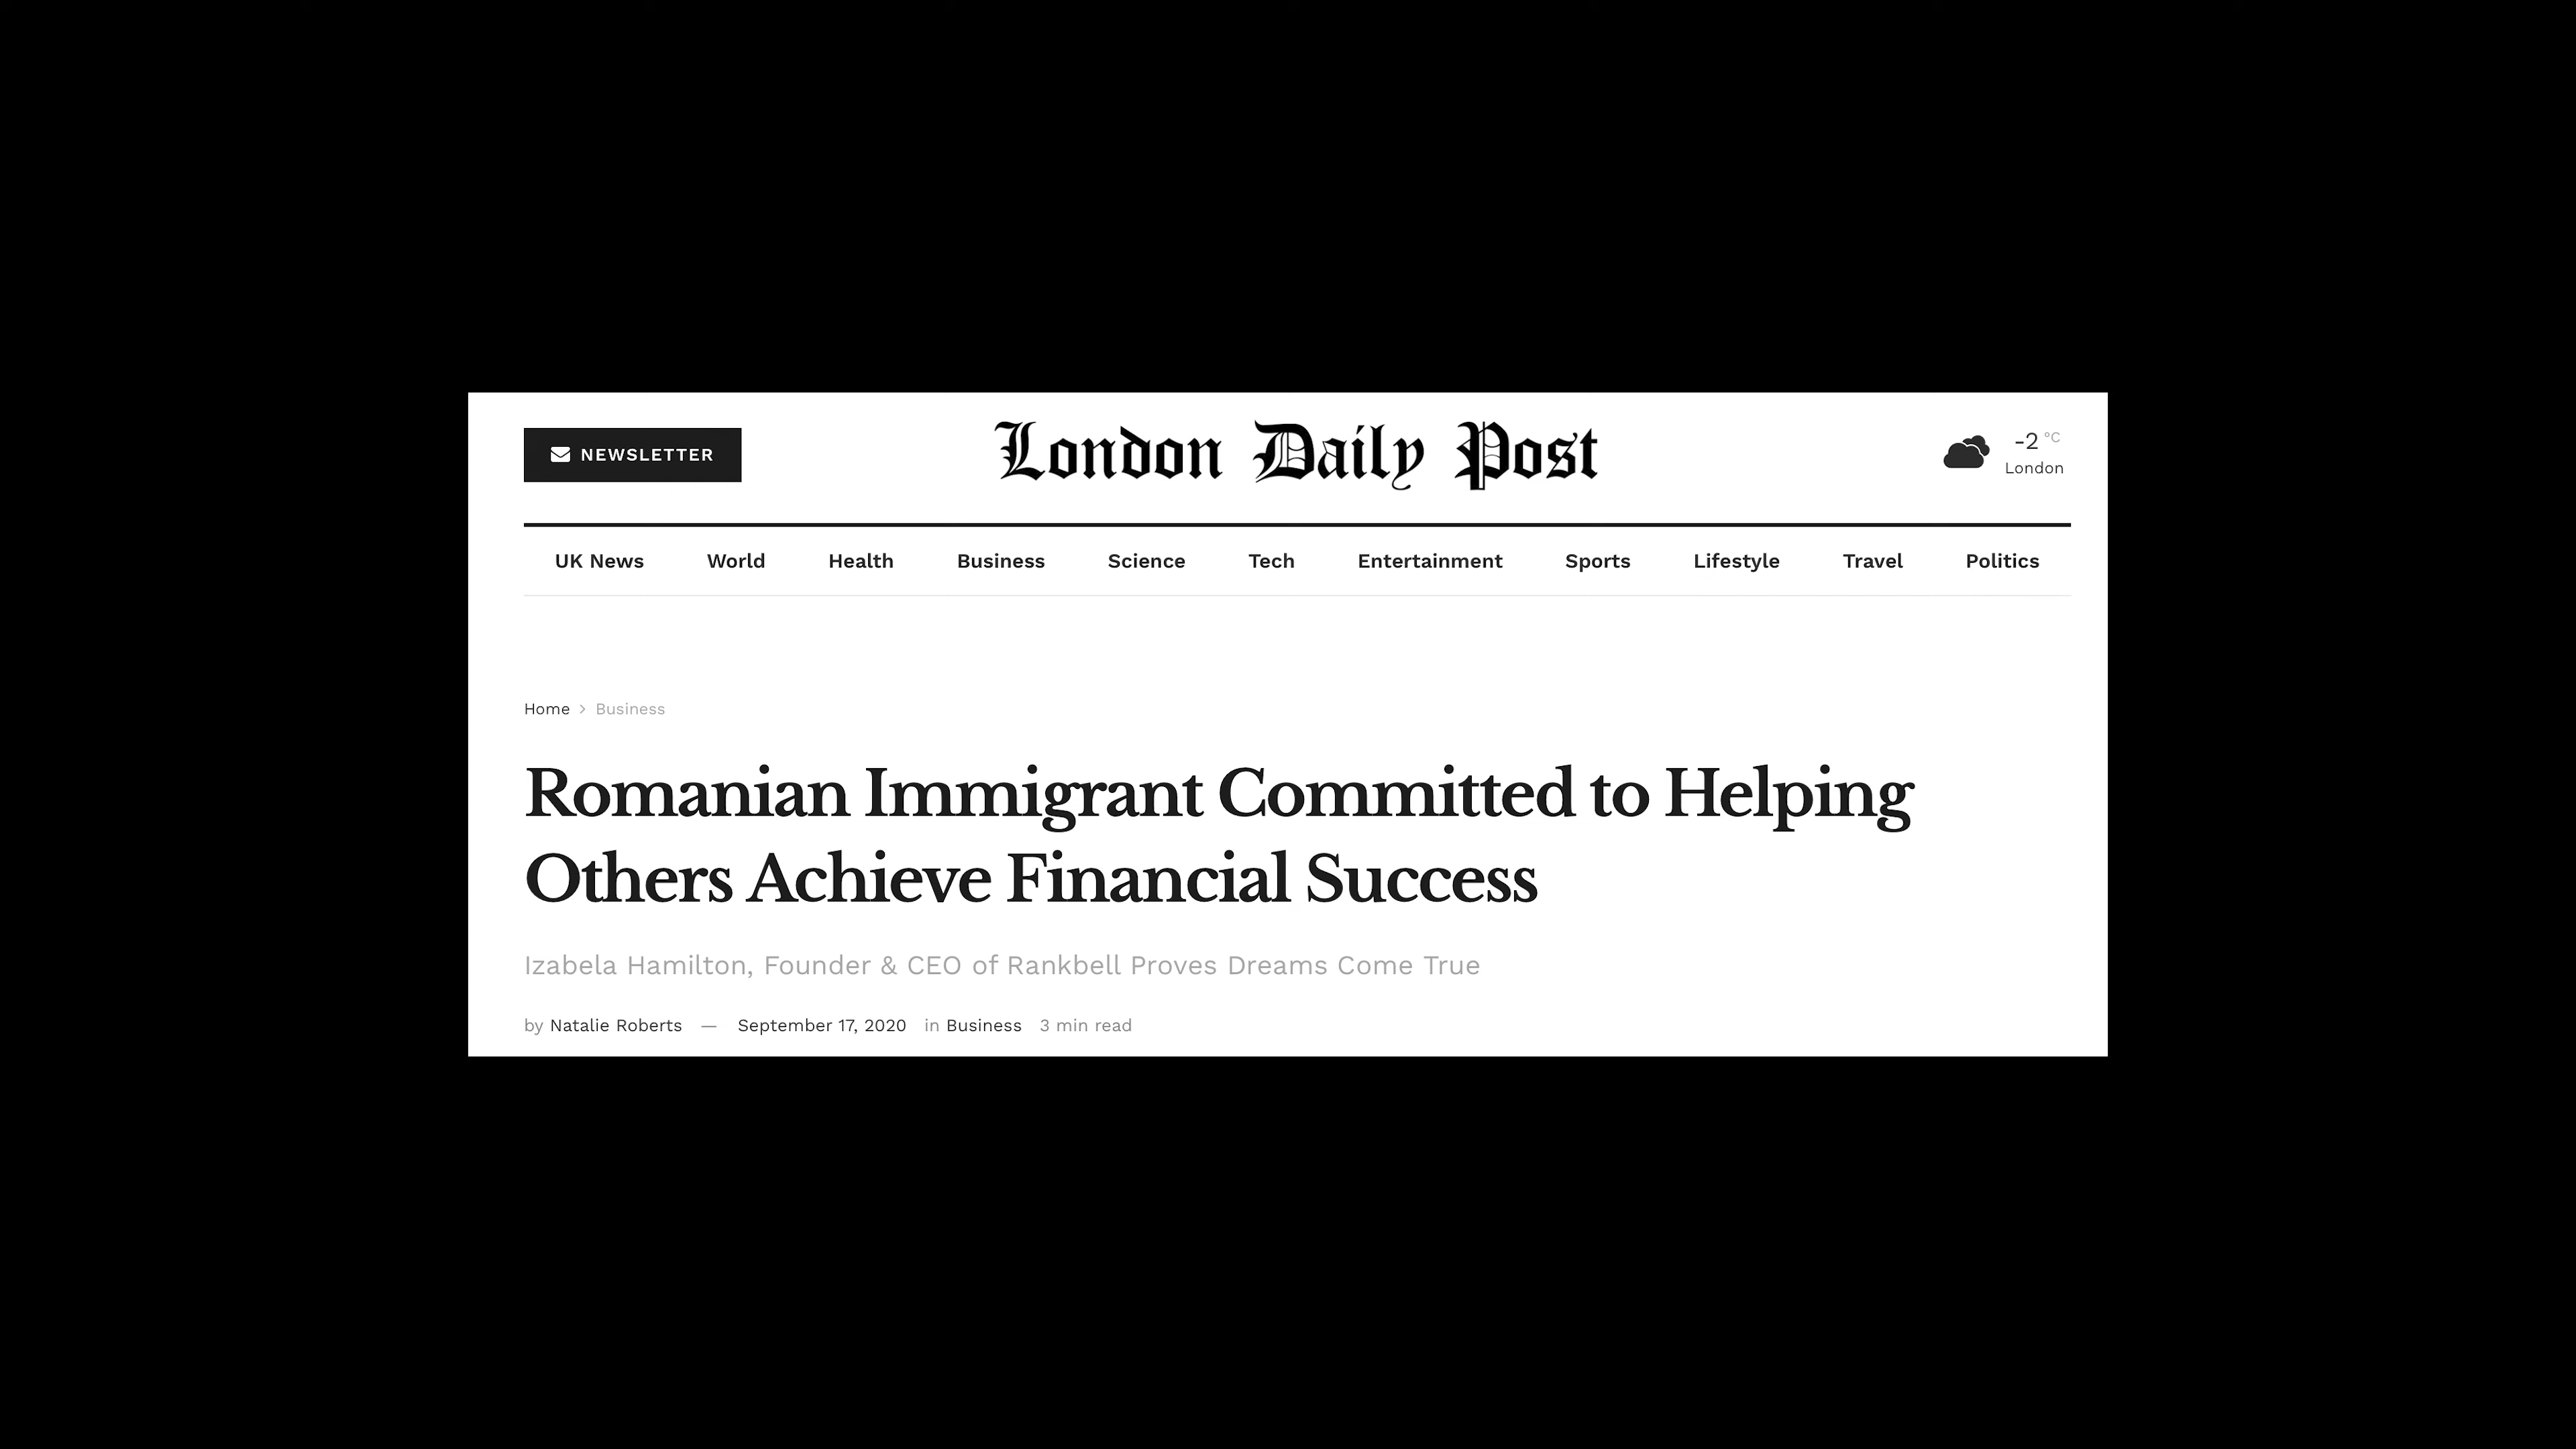 NEWSLETTER
London Daily Post
-2 °C
London
UK News World Health Business Science Tech Entertainment Sports Lifestyle Travel Politics
Home > Business
Romanian Immigrant Committed to Helping
Others Achieve Financial Success
Izabela Hamilton, Founder & CEO of Rankbell Proves Dreams Come True
by Natalie Roberts — September 17, 2020 in Business 3 min read